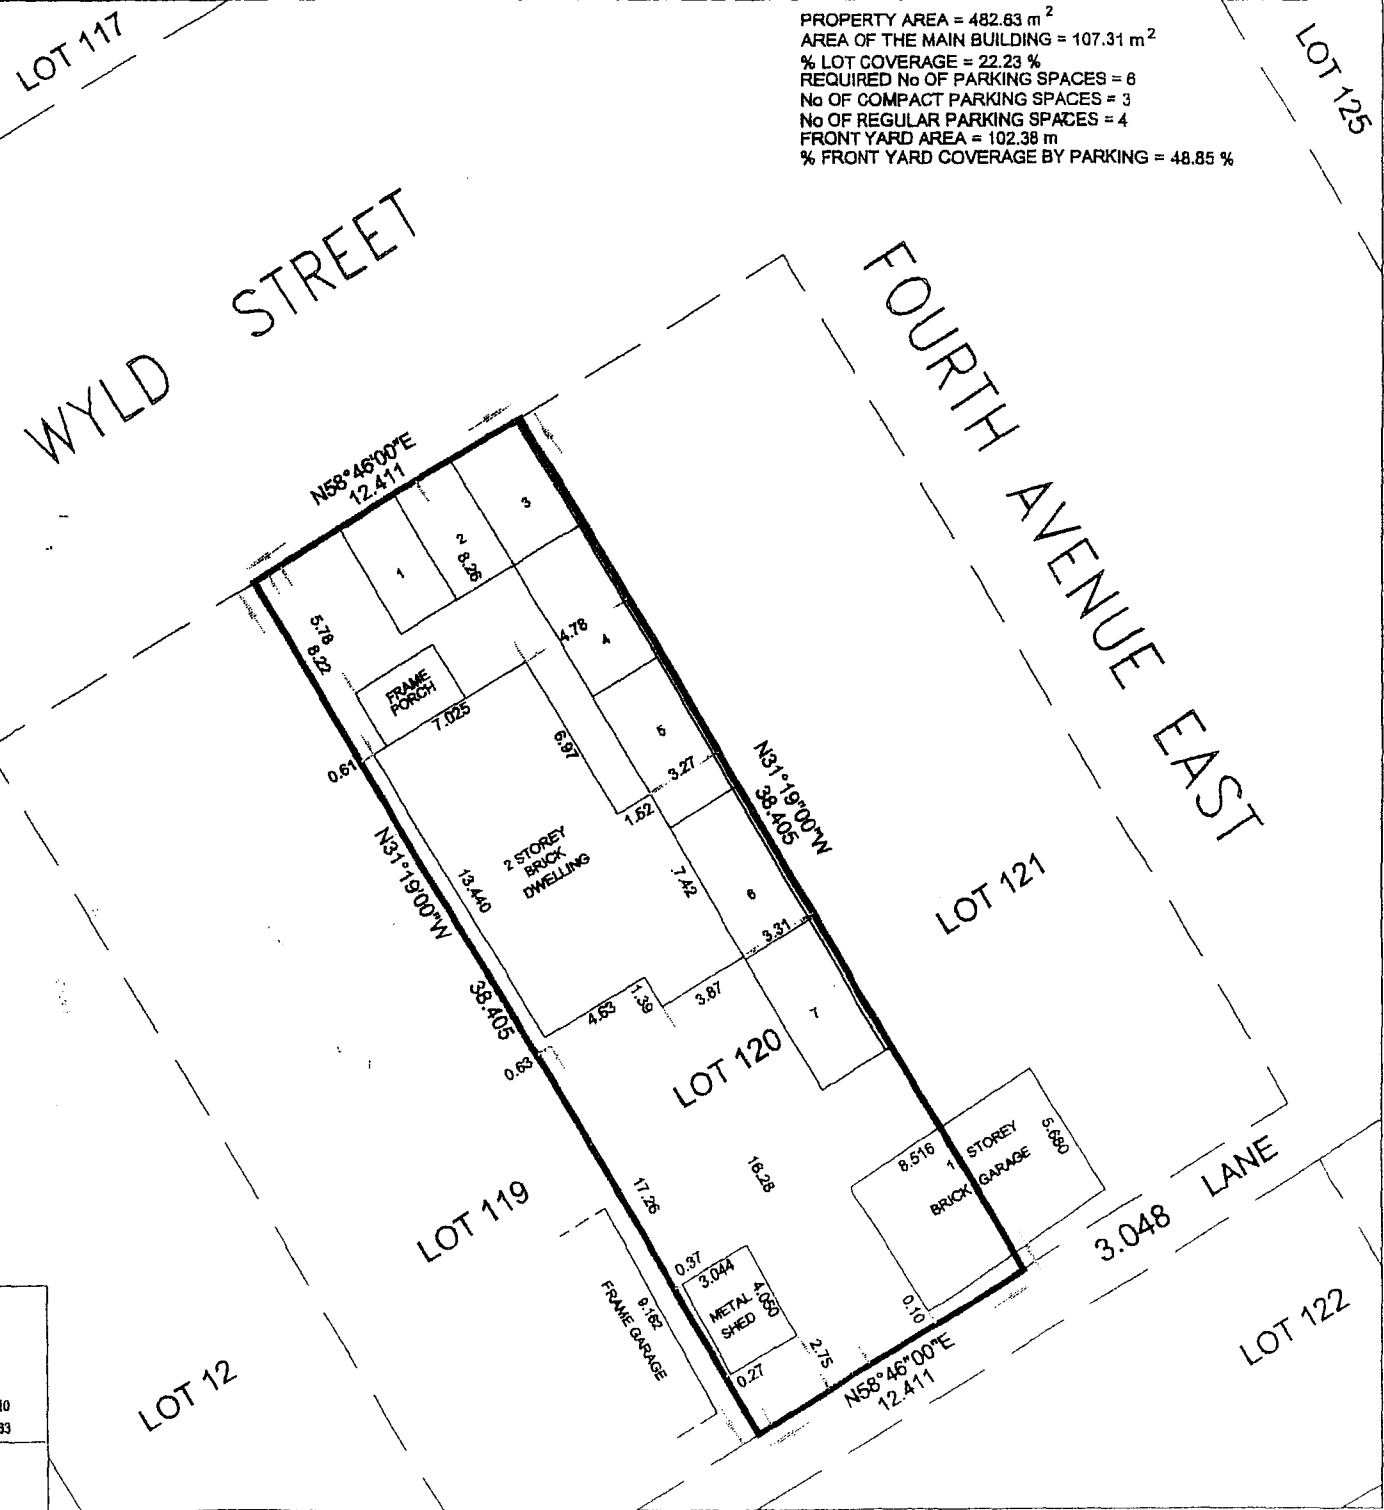 PROPERTY AREA = 482.63 m²
AREA OF THE MAIN BUILDING = 107.31 m²
% LOT COVERAGE = 22.23 %
REQUIRED No OF PARKING SPACES = 6
No OF COMPACT PARKING SPACES = 3
No OF REGULAR PARKING SPACES = 4
FRONT YARD AREA = 102.38 m
% FRONT YARD COVERAGE BY PARKING = 48.85 %
LOT 117
LOT 125
WYLD STREET
FOURTH AVENUE EAST
N58°46'00"E
12.411
1
2
8.26
3
5.78
8.22
FRAME
PORCH
7.025
4.78
4
5
6.97
3.27
1.52
0.61
N31°19'00"W
38.405
2 STOREY
BRICK
DWELLING
13.440
7.42
6
3.31
N31°19'00"W
38.405
4.63
1.39
3.87
7
0.63
LOT 121
LOT 120
LOT 119
17.26
16.28
8.516
1 STOREY
BRICK GARAGE
5.680
3.048 LANE
0.37
3.044
4.050
METAL
SHED
0.27
2.75
0.10
9.162
FRAME GARAGE
N58°46'00"E
12.411
LOT 12
LOT 122